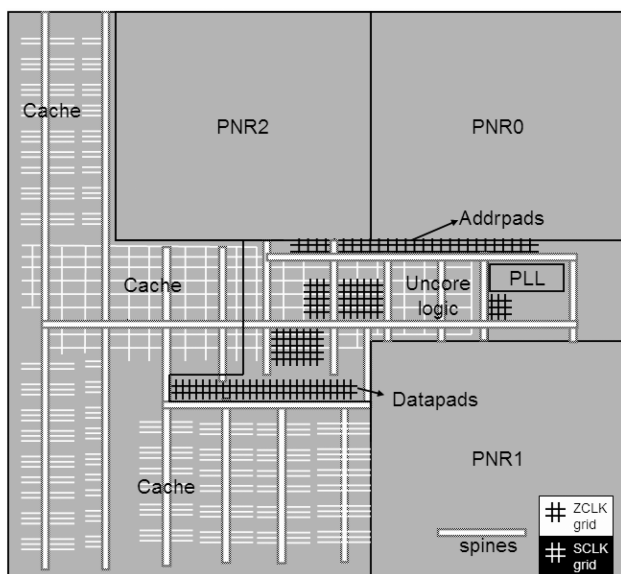 Cache
PNR2
PNR0
Addrpads
Cache
Uncore
logic
PLL
Datapads
Cache
PNR1
spines
ZCLK
grid
SCLK
grid